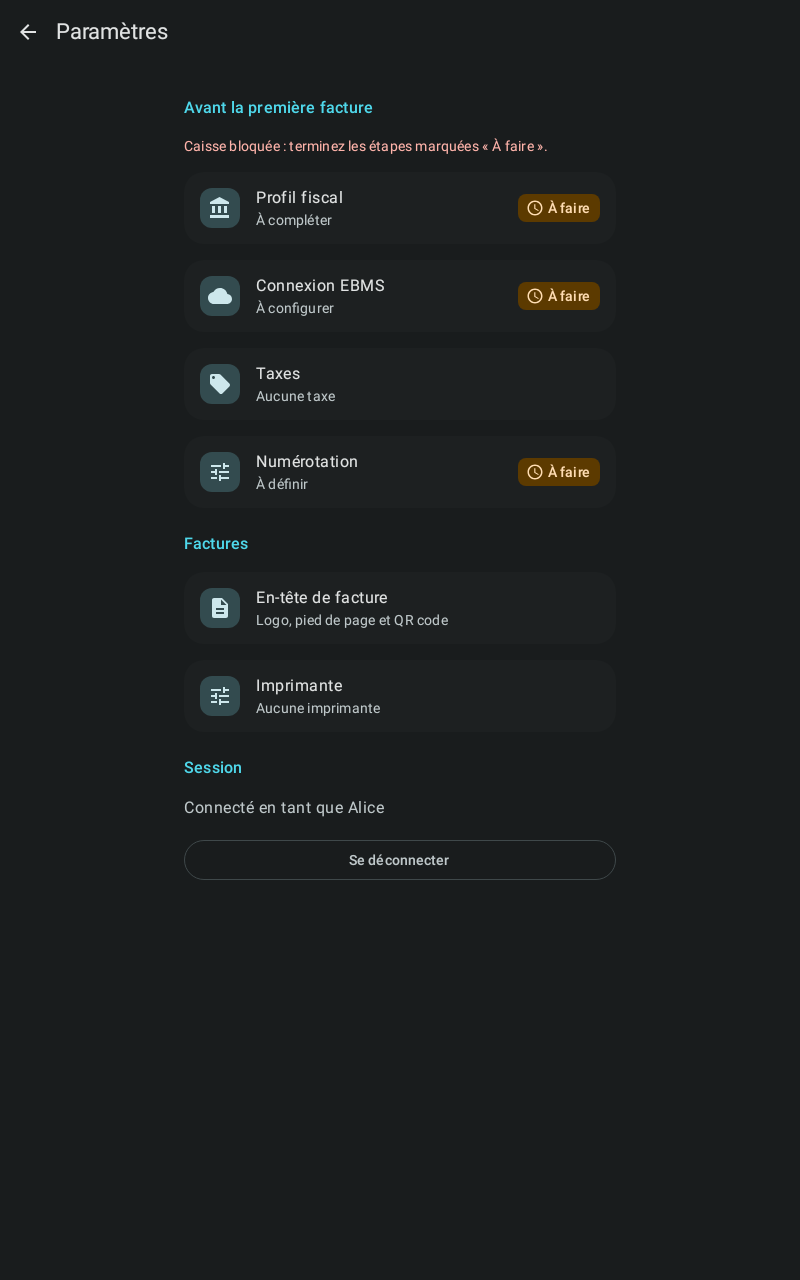 Paramètres
Avant la première facture
Caisse bloquée : terminez les étapes marquées « À faire ».
Profil fiscal
À compléter
À faire
Connexion EBMS
À configurer
À faire
Taxes
Aucune taxe
Numérotation
À définir
À faire
Factures
En-tête de facture
Logo, pied de page et QR code
Imprimante
Aucune imprimante
Session
Connecté en tant que Alice
Se déconnecter